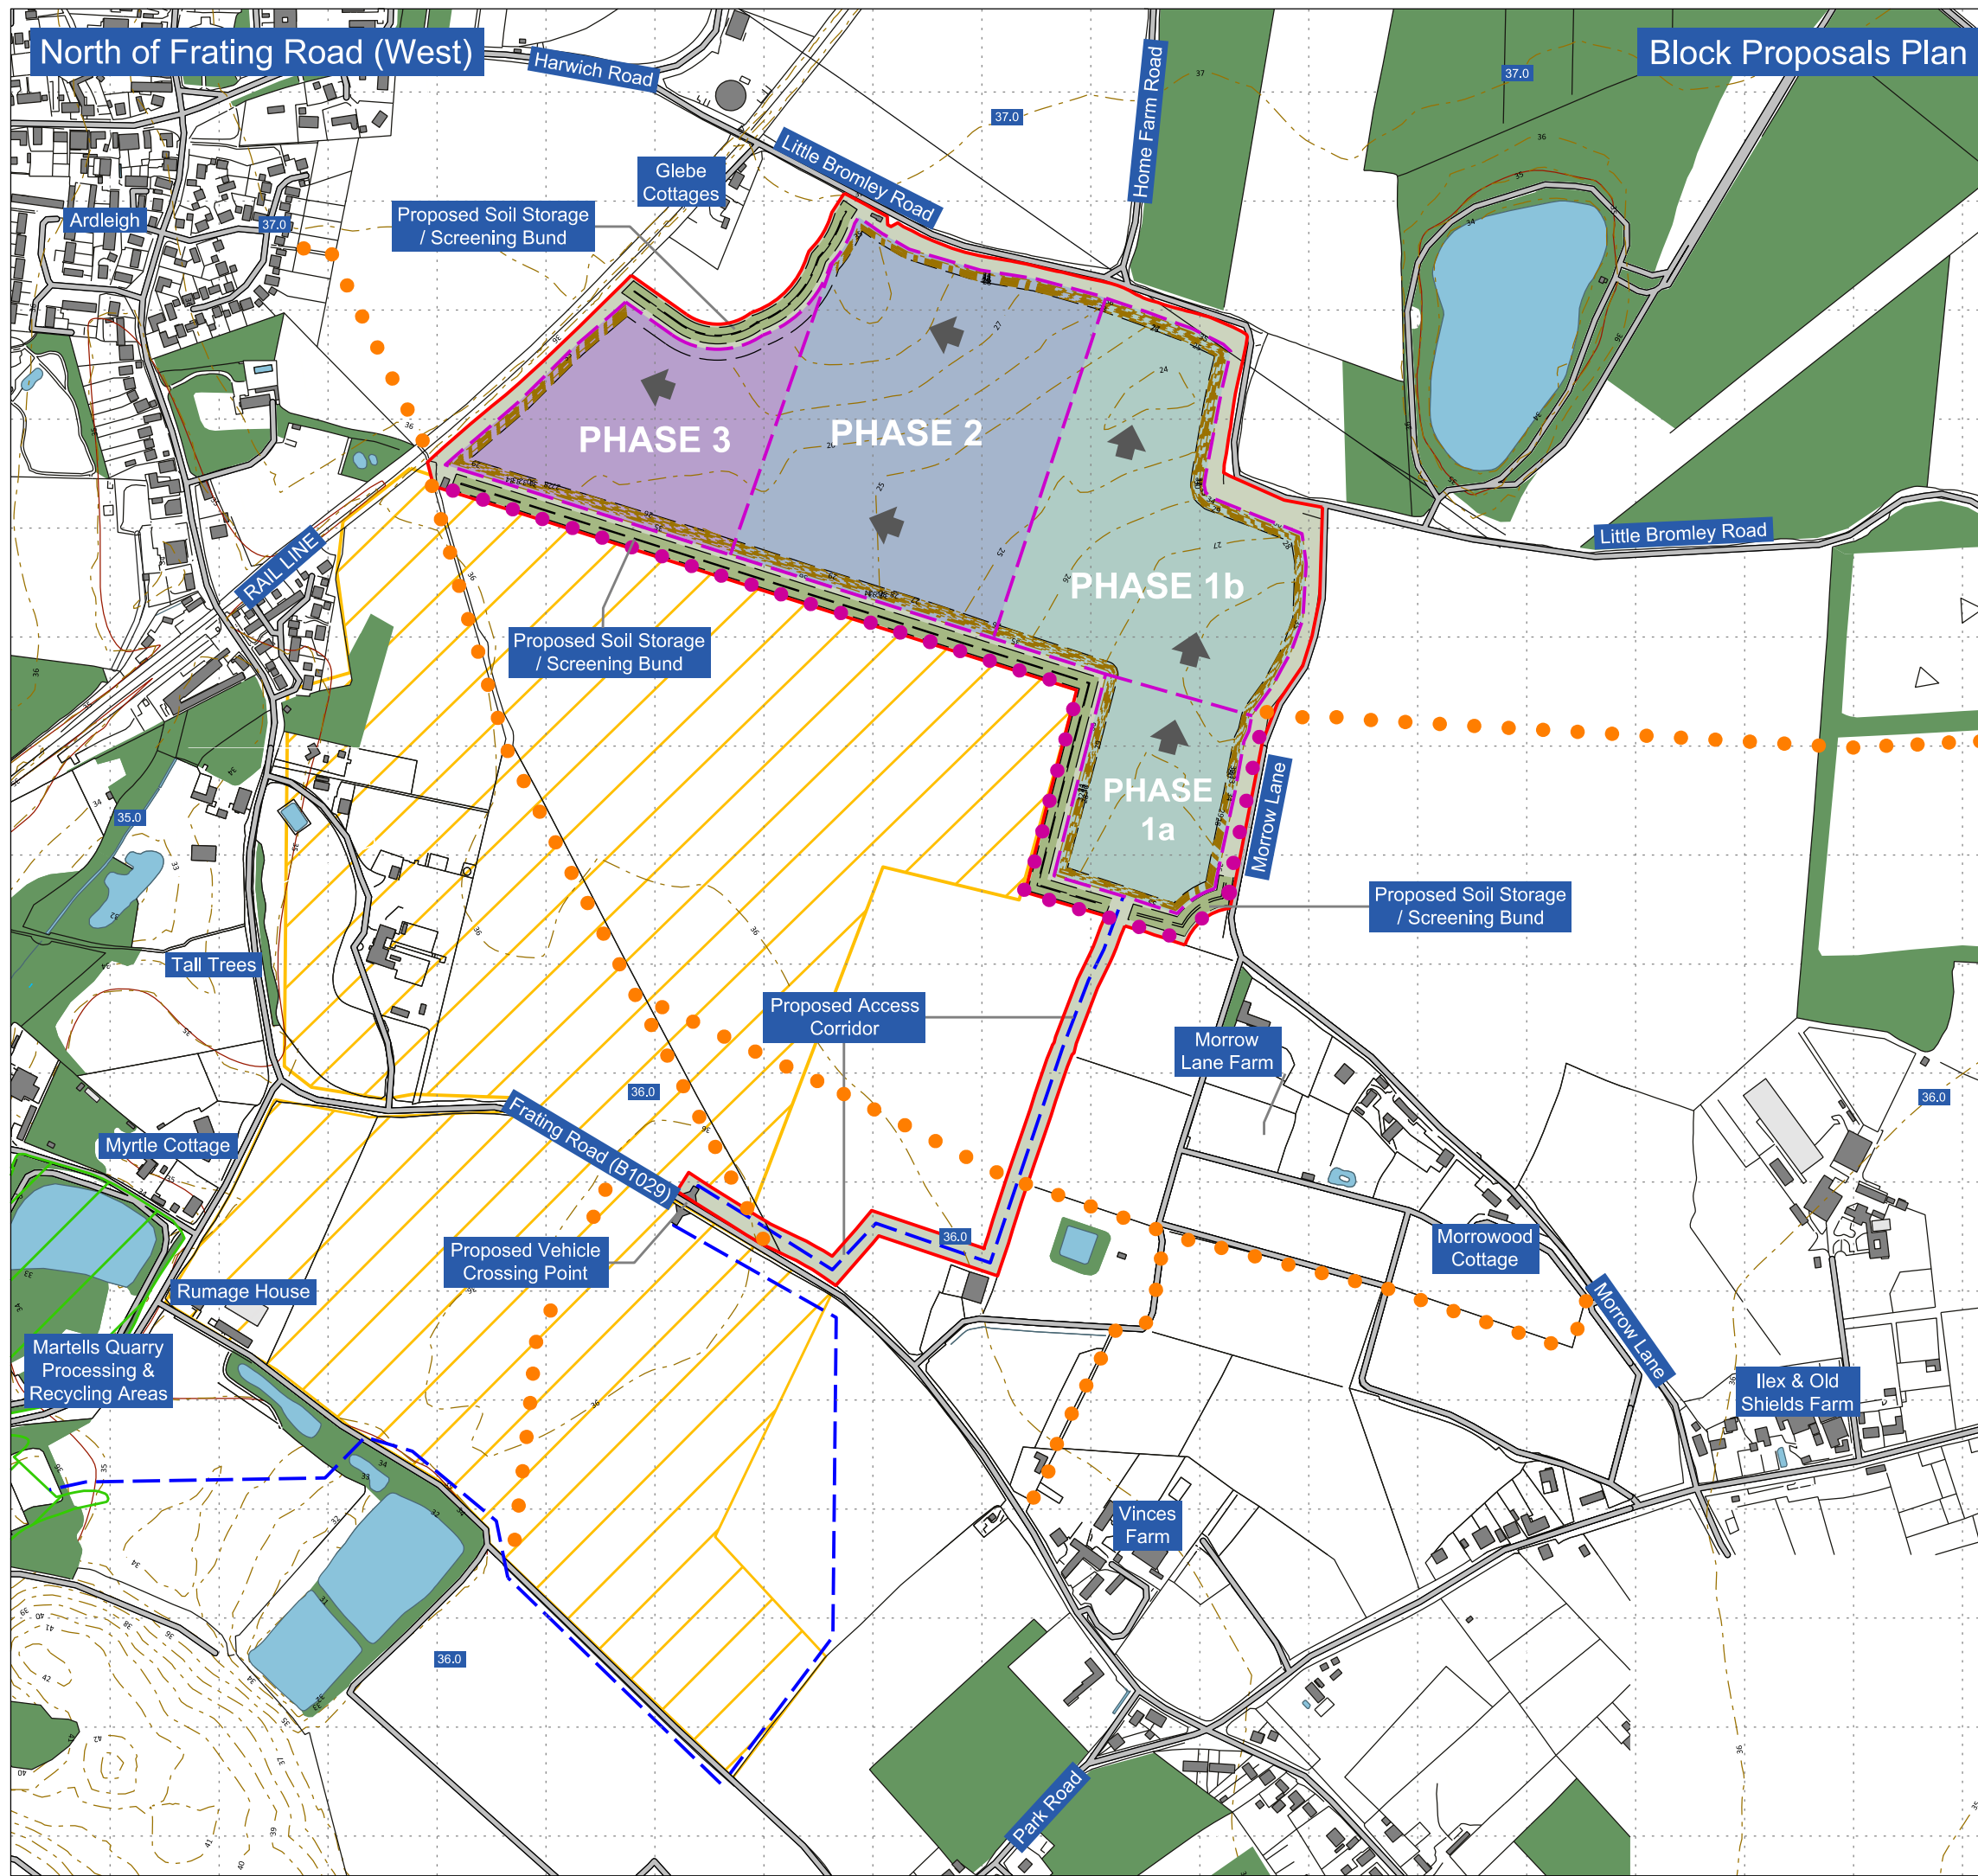 North of Frating Road (West)
Block Proposals Plan
Harwich Road
Home Farm Road
37.0
37.0
Little Bromley Road
Glebe
Cottages
Ardleigh
37.0
Proposed Soil Storage
/ Screening Bund
PHASE 3
PHASE 2
PHASE 1b
Little Bromley Road
RAIL LINE
Proposed Soil Storage
/ Screening Bund
PHASE
1a
Morrow Lane
35.0
Proposed Soil Storage
/ Screening Bund
Tall Trees
Proposed Access
Corridor
Morrow
Lane Farm
36.0
36.0
Frating Road (B1029)
Myrtle Cottage
36.0
Proposed Vehicle
Crossing Point
Morrowood
Cottage
Rumage House
Morrow Lane
Martells Quarry
Processing &
Recycling Areas
Ilex & Old
Shields Farm
Vinces
Farm
36.0
Park Road